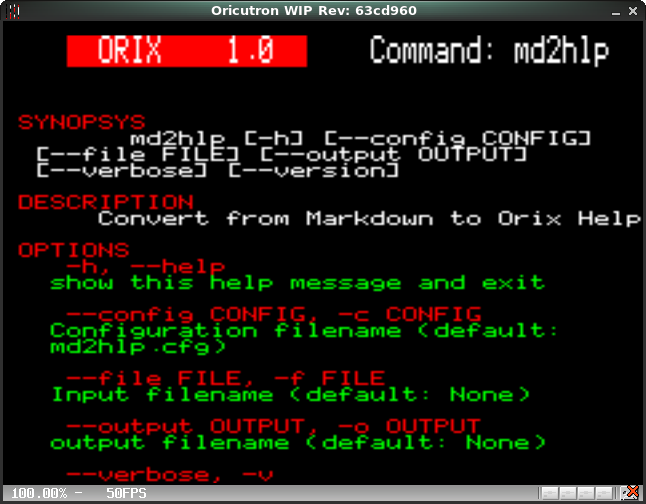 Oricutron WIP Rev: 63cd960
ORIX 1.0 Command: md2hlp
SYNOPSYS
md2hlp [-h] [--config CONFIG]
[--file FILE] [--output OUTPUT]
[--verbose] [--version]
DESCRIPTION
Convert from Markdown to Orix Help
OPTIONS
-h, --help
show this help message and exit
--config CONFIG, -c CONFIG
Configuration filename (default:
md2hlp.cfg)
--file FILE, -f FILE
Input filename (default: None)
--output OUTPUT, -o OUTPUT
output filename (default: None)
--verbose, -v
100.00% - 50FPS